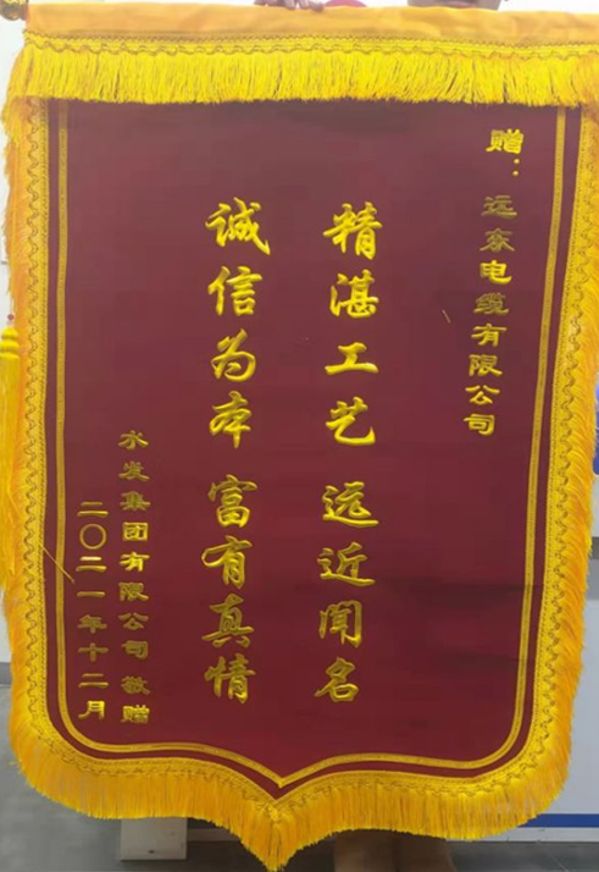 赠：远东电缆有限公司
精湛工艺 远近闻名
诚信为本 富有真情
水发集团有限公司 敬赠
二〇二一年十二月